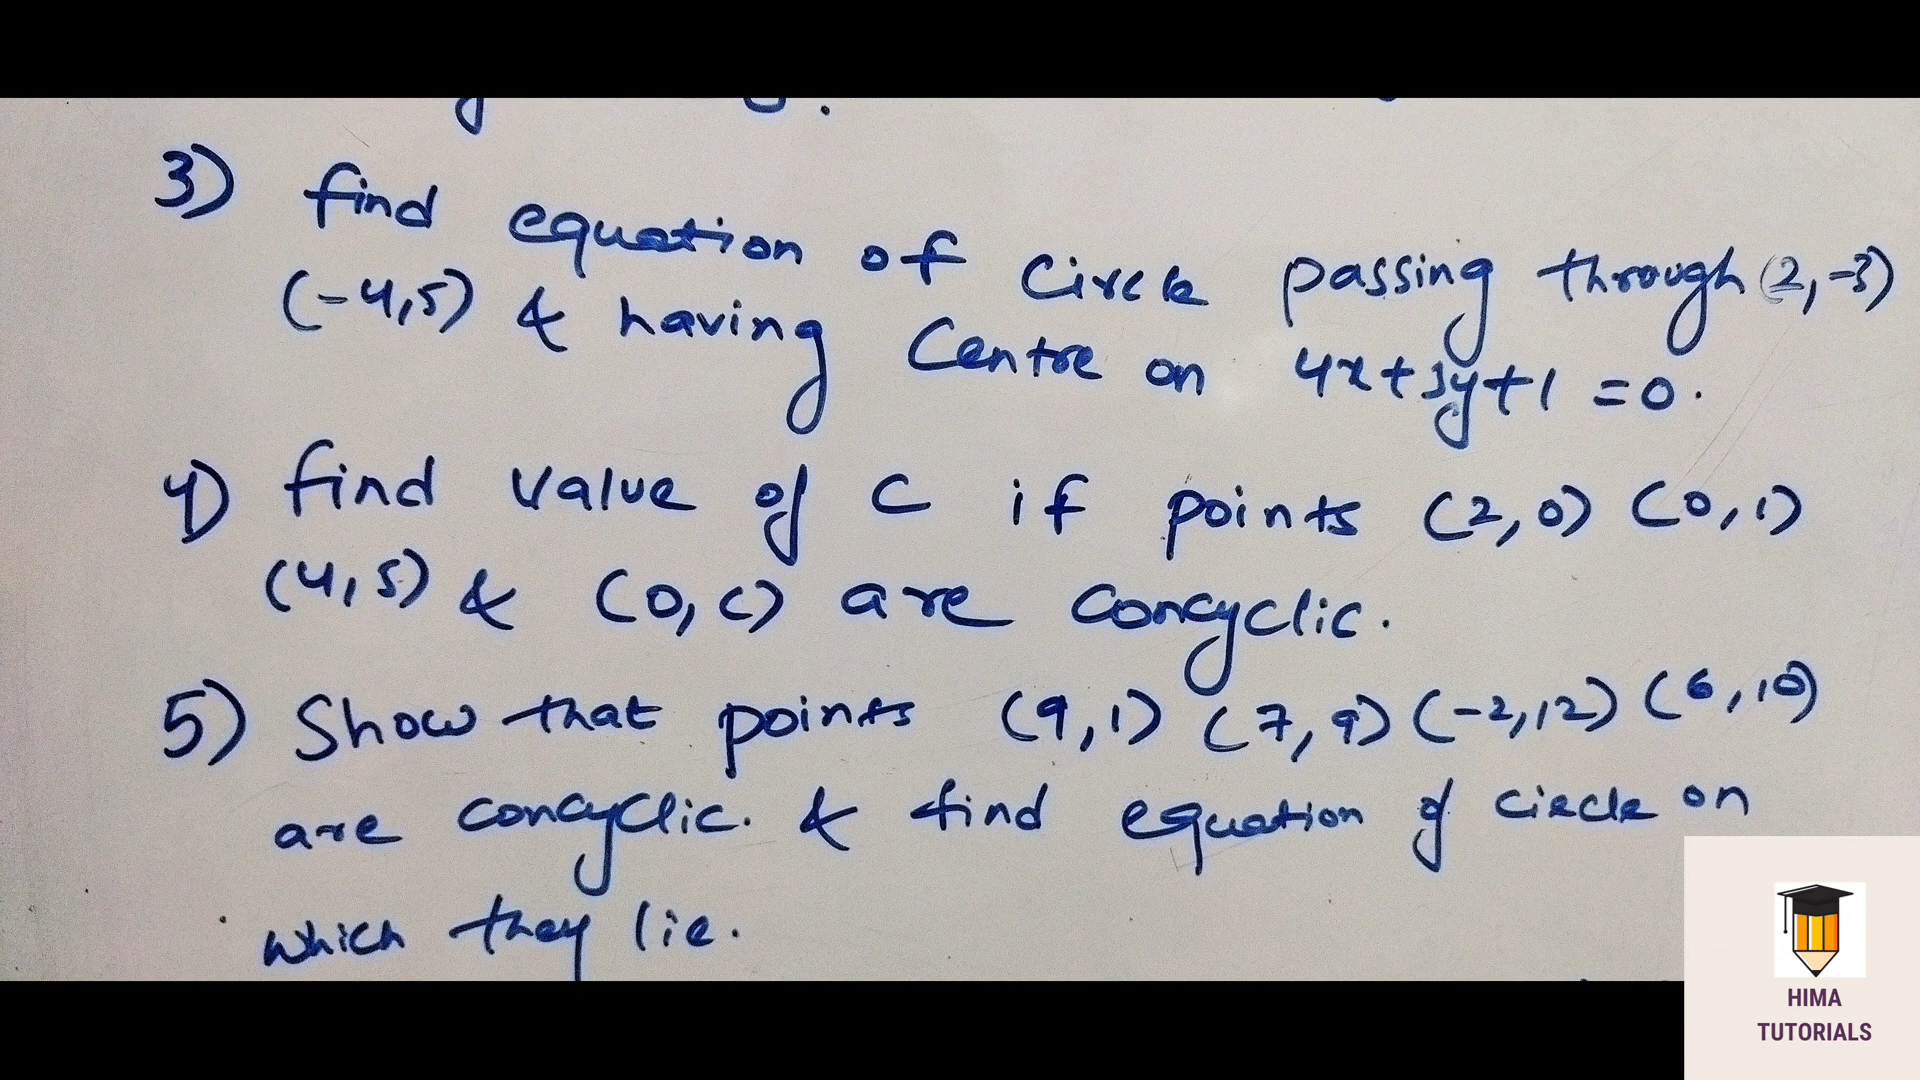 3) find equation of circle passing through (2,-3)
(-4,5) & having Centre on 4x+3y+1 =0.
4) find value of C if points (2,0) (0,1)
(4,5) & (0,c) are concyclic.
5) Show that points (9,1) (7,9) (-2,12) (6,10)
are concyclic. & find equation of circle on
which they lie.
HIMA
TUTORIALS